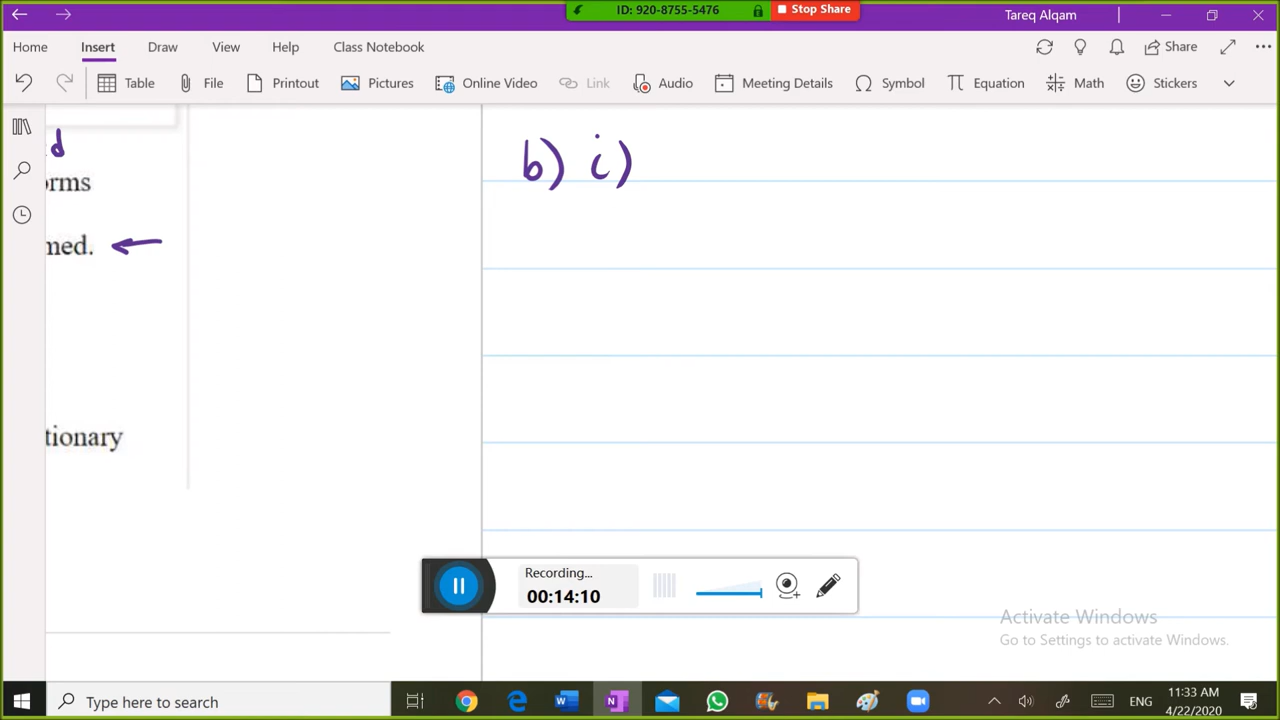 ID: 920-8755-5476 Stop Share
Tareq Alqam
Home Insert Draw View Help Class Notebook Share
Table File Printout Pictures Online Video Link Audio Meeting Details Symbol Equation Math Stickers
d
b) i)
orms
med.
tionary
Recording...
00:14:10
Activate Windows
Go to Settings to activate Windows.
Type here to search
ENG
11:33 AM
4/22/2020